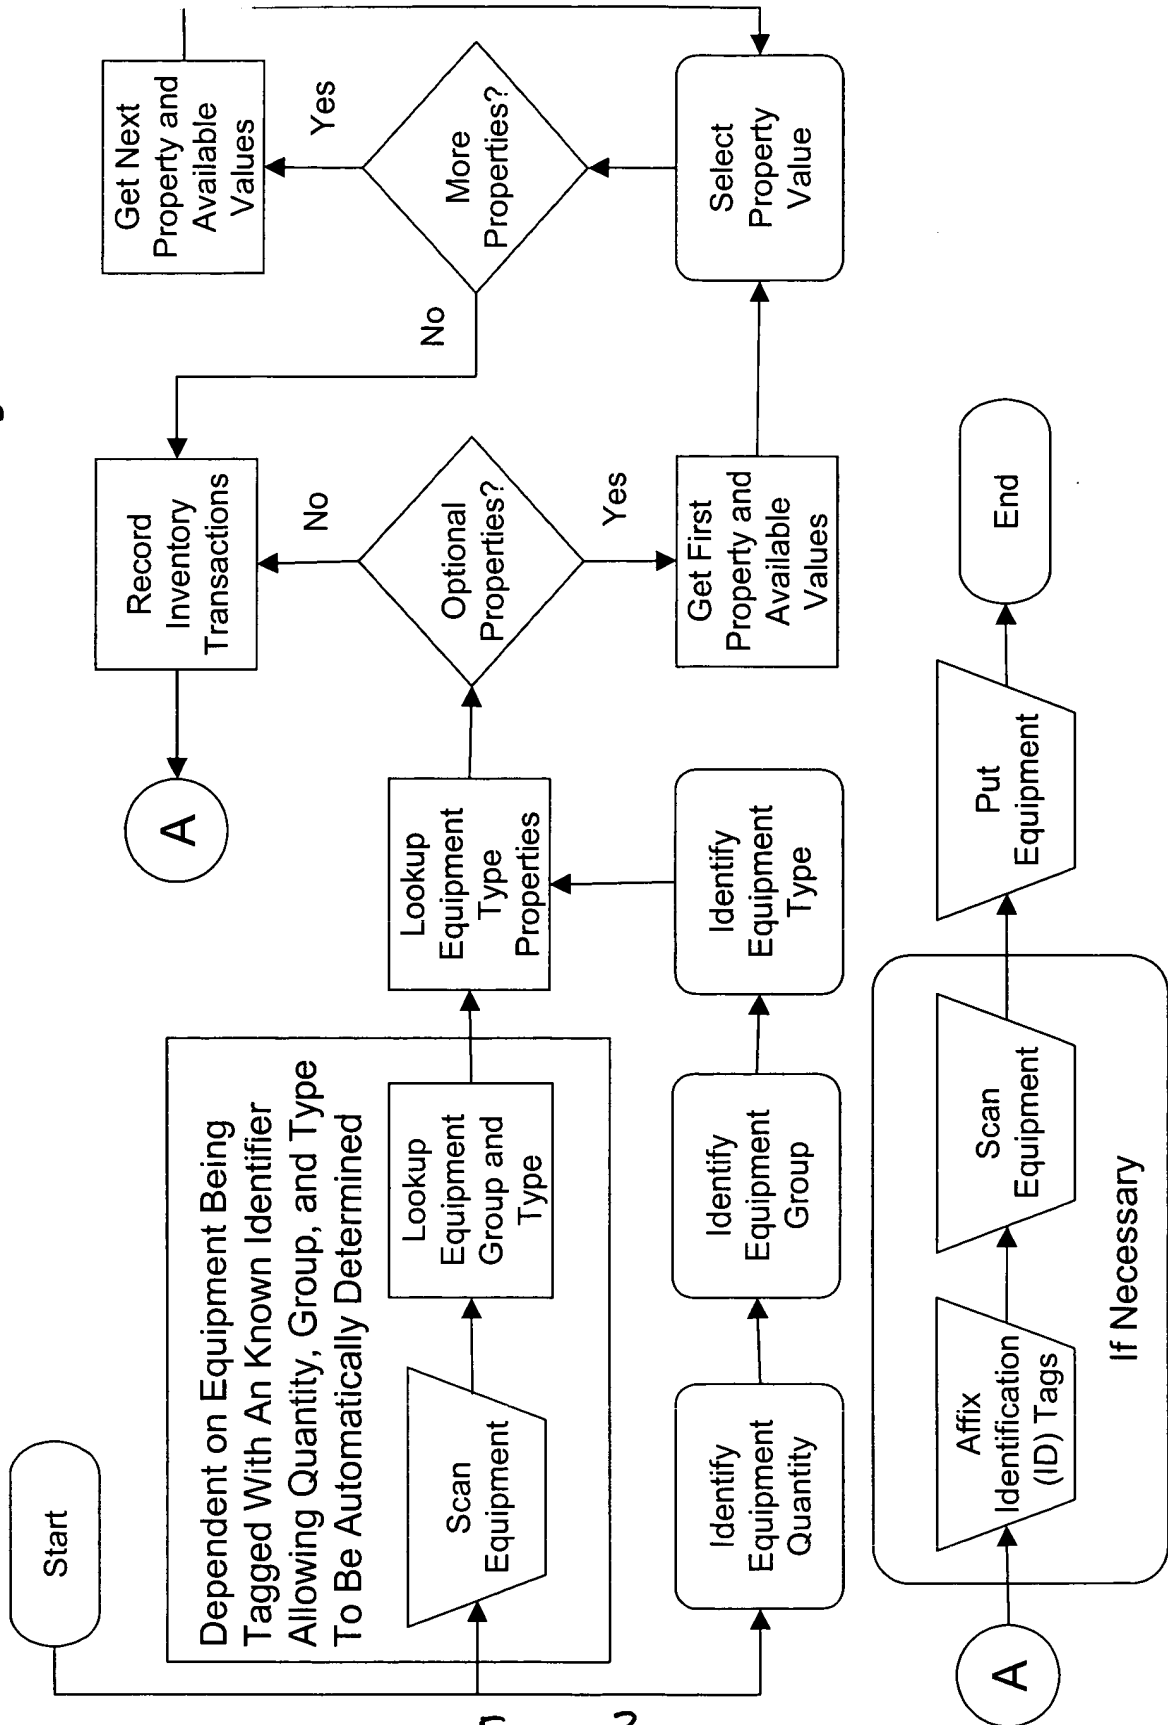 Start
Dependent on Equipment Being
Tagged With An Known Identifier
Allowing Quantity, Group, and Type
To Be Automatically Determined
Scan
Equipment
Lookup
Equipment
Group and
Type
Identify
Equipment
Quantity
Identify
Equipment
Group
Identify
Equipment
Type
Lookup
Equipment
Type
Properties
Optional
Properties?
No
Yes
Record
Inventory
Transactions
A
Get First
Property and
Available
Values
Select
Property
Value
More
Properties?
No
Yes
Get Next
Property and
Available
Values
A
Affix
Identification
(ID) Tags
Scan
Equipment
If Necessary
Put
Equipment
End